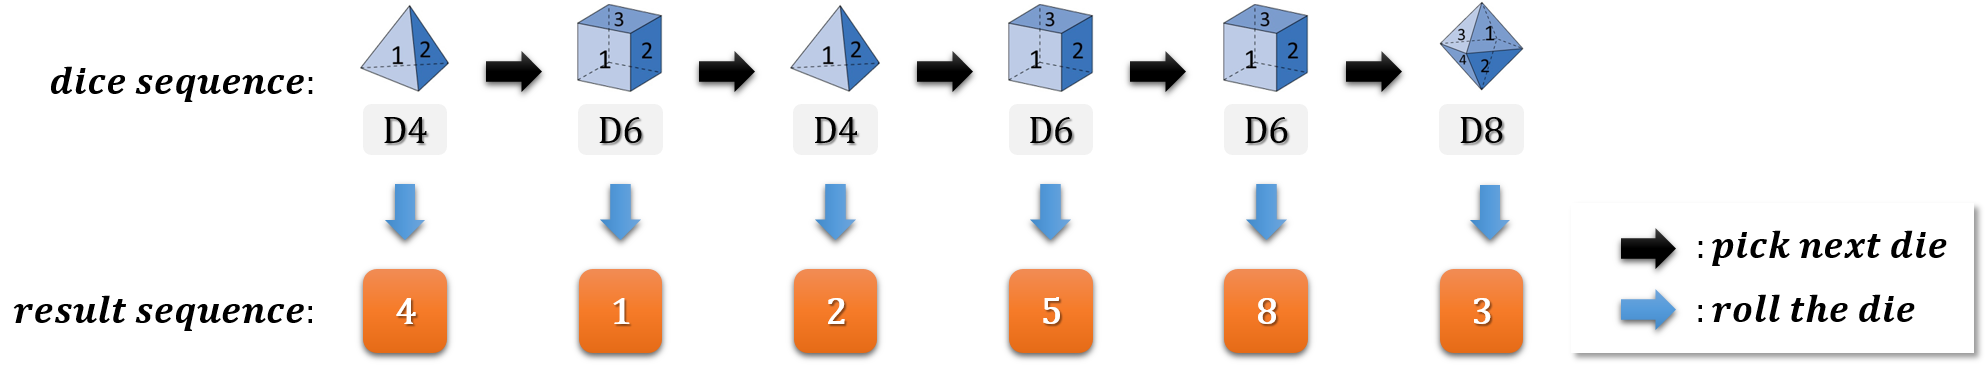 1 2 1 3 2 1 2 1 3 2 1 3 2 3 1 4 2
dice sequence:
D4 D6 D4 D6 D6 D8
: pick next die
: roll the die
result sequence: 4 1 2 5 8 3